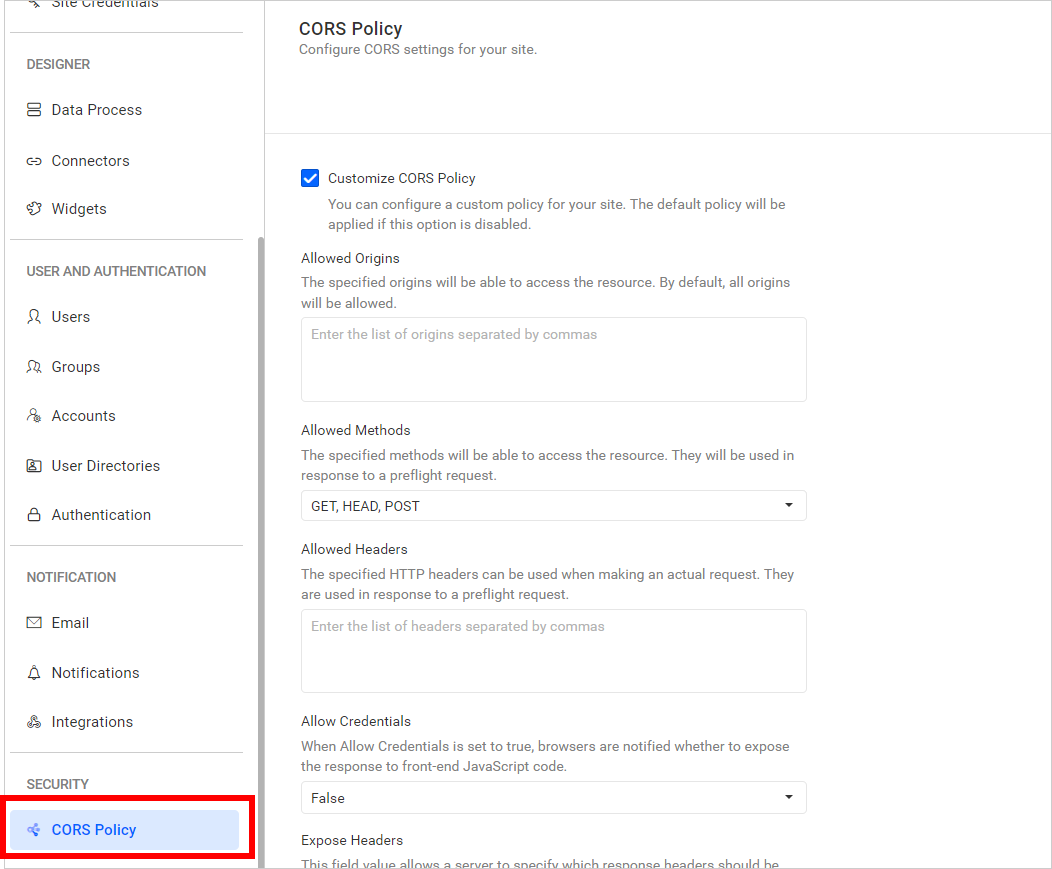 Site Credentials
DESIGNER
Data Process
Connectors
Widgets
USER AND AUTHENTICATION
Users
Groups
Accounts
User Directories
Authentication
NOTIFICATION
Email
Notifications
Integrations
SECURITY
CORS Policy
CORS Policy
Configure CORS settings for your site.
Customize CORS Policy
You can configure a custom policy for your site. The default policy will be
applied if this option is disabled.
Allowed Origins
The specified origins will be able to access the resource. By default, all origins
will be allowed.
Enter the list of origins separated by commas
Allowed Methods
The specified methods will be able to access the resource. They will be used in
response to a preflight request.
GET, HEAD, POST
Allowed Headers
The specified HTTP headers can be used when making an actual request. They
are used in response to a preflight request.
Enter the list of headers separated by commas
Allow Credentials
When Allow Credentials is set to true, browsers are notified whether to expose
the response to front-end JavaScript code.
False
Expose Headers
This field value allows a server to specify which response headers should be